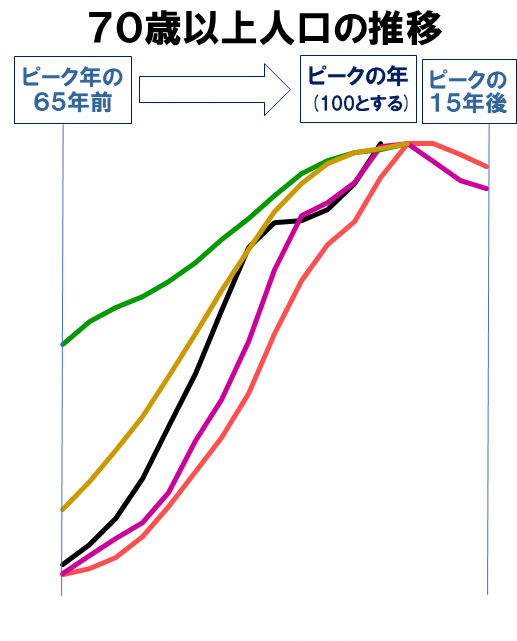 70歳以上人口の推移
ピーク年の
65年前
ピークの年
(100とする)
ピークの
15年後